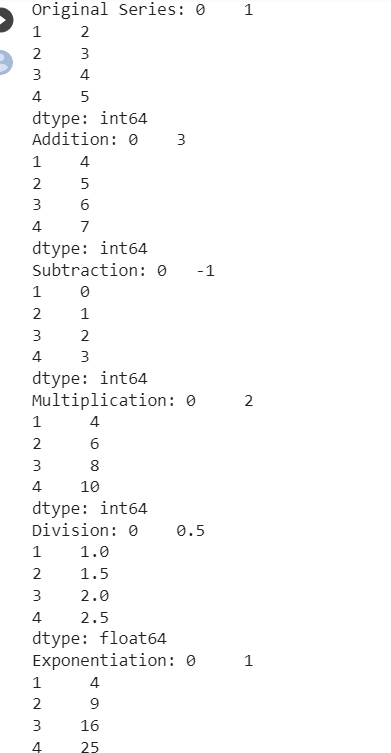 Original Series: 0    1
1    2
2    3
3    4
4    5
dtype: int64
Addition: 0    3
1    4
2    5
3    6
4    7
dtype: int64
Subtraction: 0   -1
1    0
2    1
3    2
4    3
dtype: int64
Multiplication: 0     2
1     4
2     6
3     8
4    10
dtype: int64
Division: 0    0.5
1    1.0
2    1.5
3    2.0
4    2.5
dtype: float64
Exponentiation: 0     1
1     4
2     9
3    16
4    25